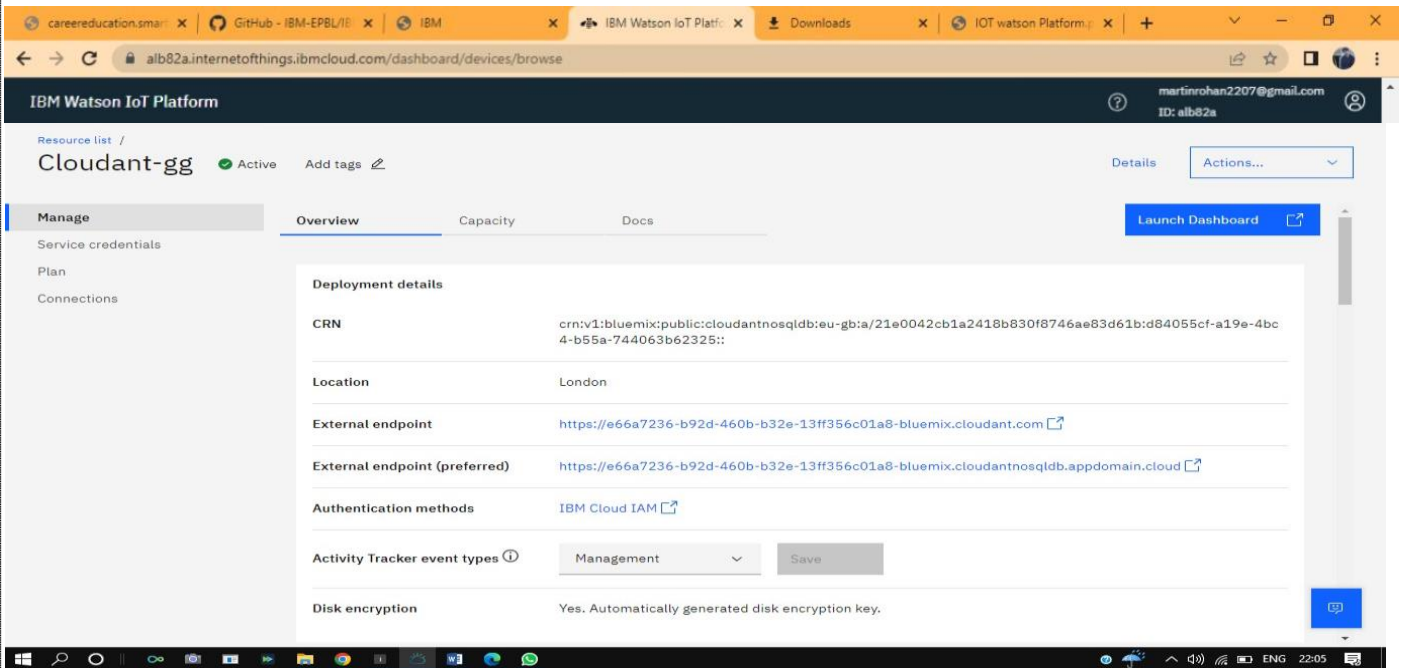 careereducation.smar
GitHub - IBM-EPBL/IB
IBM
IBM Watson IoT Platfo
Downloads
IOT watson Platform.p
alb82a.internetofthings.ibmcloud.com/dashboard/devices/browse
IBM Watson IoT Platform
martinrohan2207@gmail.com
ID: alb82a
Resource list /
Cloudant-gg Active Add tags
Details Actions...
Manage
Service credentials
Plan
Connections
Overview Capacity Docs
Launch Dashboard
Deployment details
CRN crn:v1:bluemix:public:cloudantnosqldb:eu-gb:a/21e0042cb1a2418b830f8746ae83d61b:d84055cf-a19e-4bc
4-b55a-744063b62325::
Location London
External endpoint https://e66a7236-b92d-460b-b32e-13ff356c01a8-bluemix.cloudant.com
External endpoint (preferred) https://e66a7236-b92d-460b-b32e-13ff356c01a8-bluemix.cloudantnosqldb.appdomain.cloud
Authentication methods IBM Cloud IAM
Activity Tracker event types Management Save
Disk encryption Yes. Automatically generated disk encryption key.
ENG 22:05